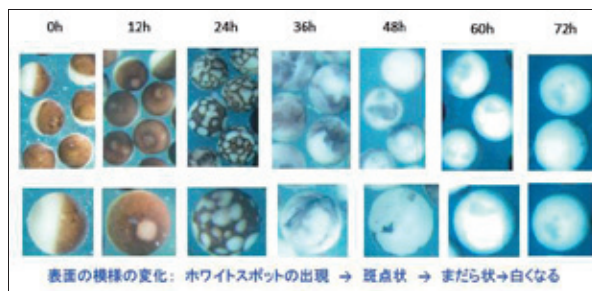 0h 12h 24h 36h 48h 60h 72h
表面の模様の変化: ホワイトスポットの出現 → 斑点状 → まだら状→白くなる